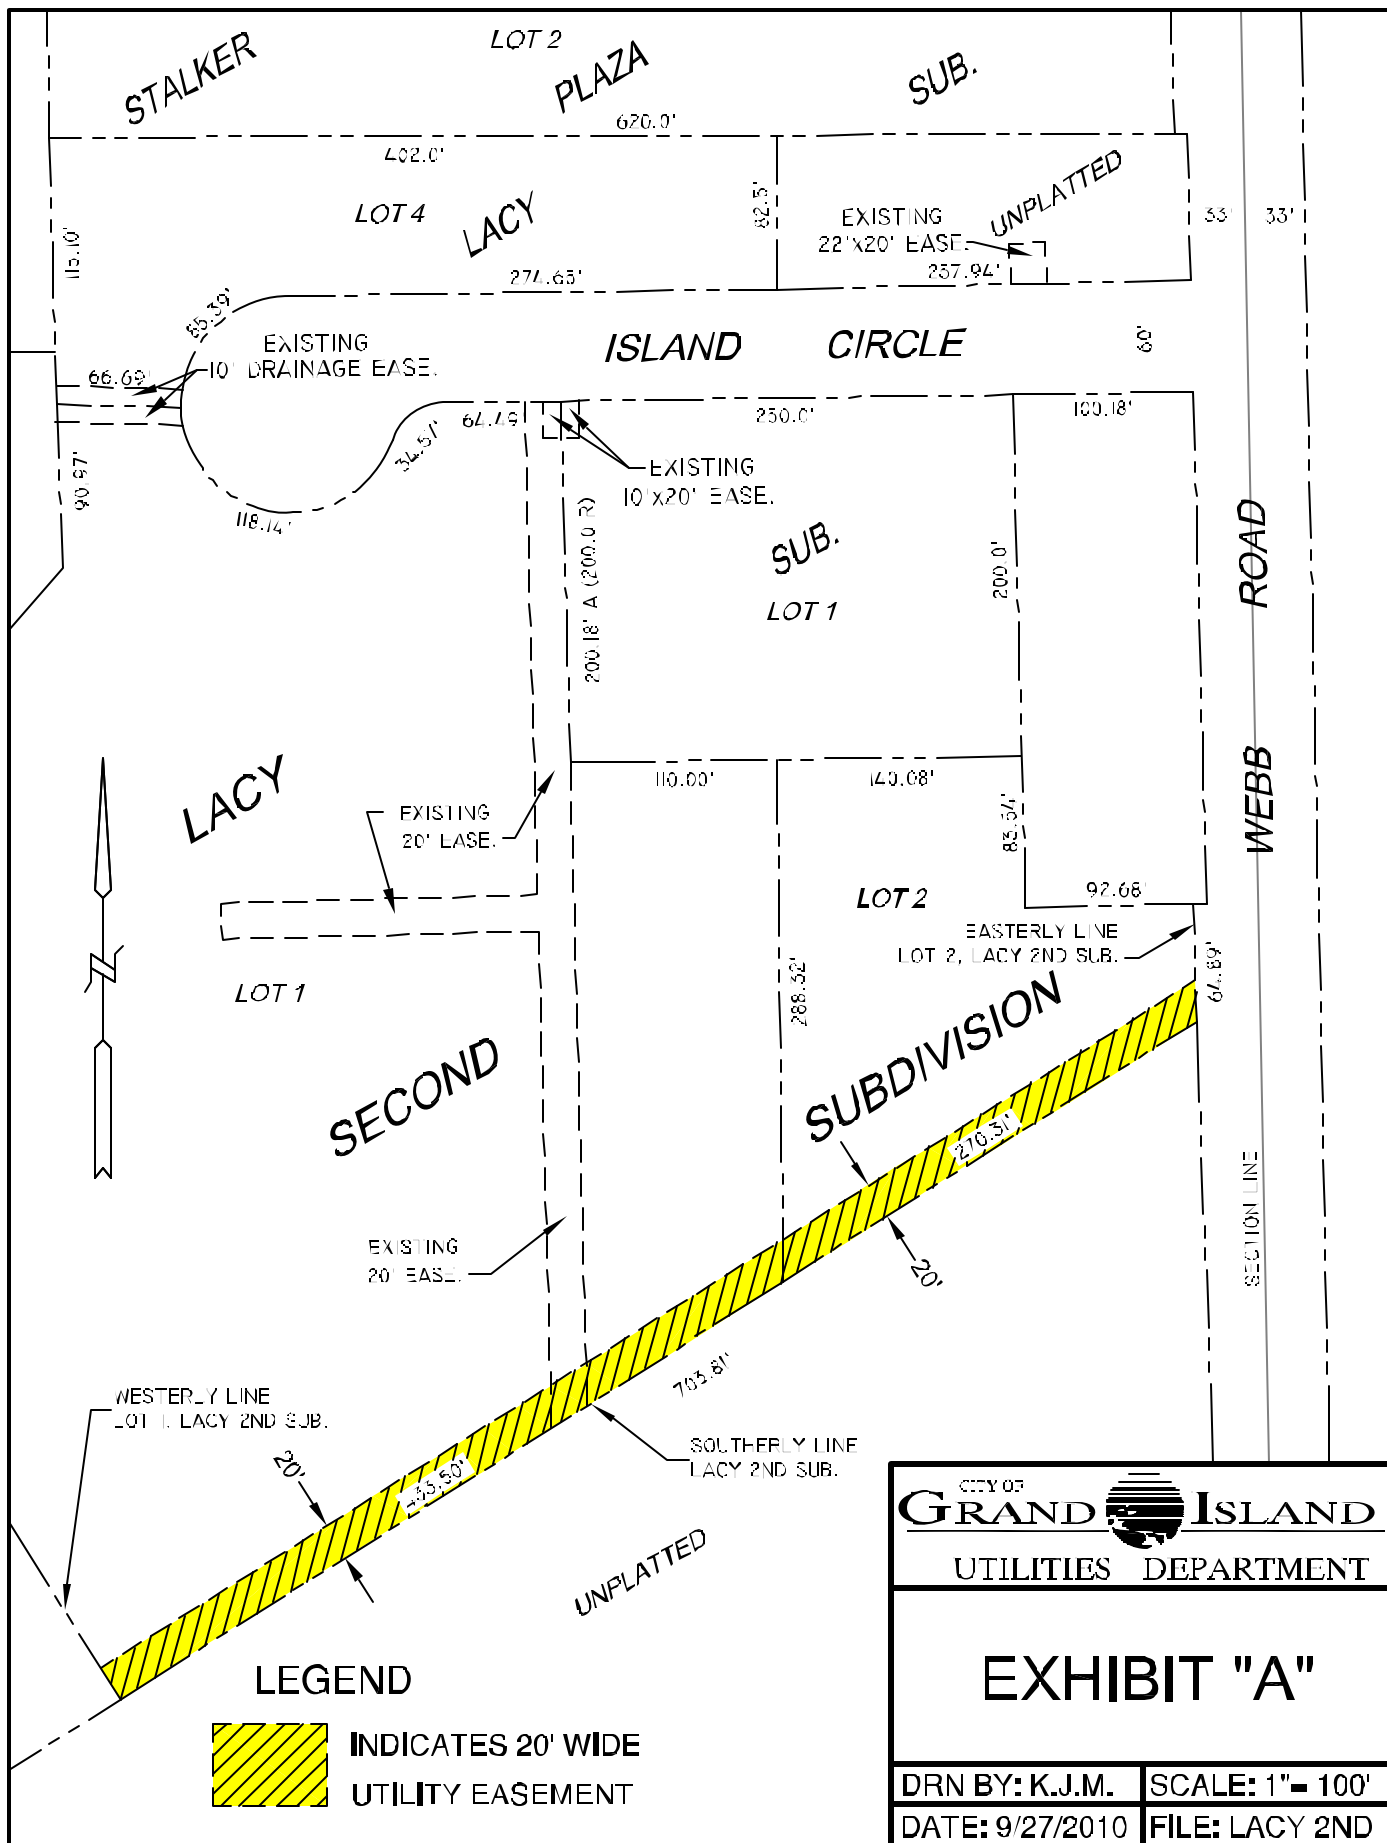 LOT 2
STALKER PLAZA SUB.
620.0'
402.0'
LOT 4
LACY
82.5'
EXISTING
22'x20' EASE.
UNPLATTED
33' 33'
115.10'
274.65'
237.94'
85.39'
EXISTING
10' DRAINAGE EASE.
ISLAND CIRCLE
60'
66.69'
64.49
250.0'
100.18'
34.57'
90.97'
EXISTING
10'x20' EASE.
118.14'
SUB.
LOT 1
200.18' A (200.0 R)
200.0'
WEBB ROAD
110.00'
140.08'
LACY
EXISTING
20' EASE.
83.54'
LOT 2
92.68'
EASTERLY LINE
LOT 2, LACY 2ND SUB.
64.89'
LOT 1
288.32'
SECOND
SUBDIVISION
270.31'
SECTION LINE
EXISTING
20' EASE.
20'
703.81'
WESTERLY LINE
LOT 1, LACY 2ND SUB.
SOUTHERLY LINE
LACY 2ND SUB.
20'
433.50'
UNPLATTED
LEGEND
INDICATES 20' WIDE
UTILITY EASEMENT
CITY OF
GRAND ISLAND
UTILITIES DEPARTMENT
EXHIBIT "A"
DRN BY: K.J.M.
SCALE: 1"= 100'
DATE: 9/27/2010
FILE: LACY 2ND